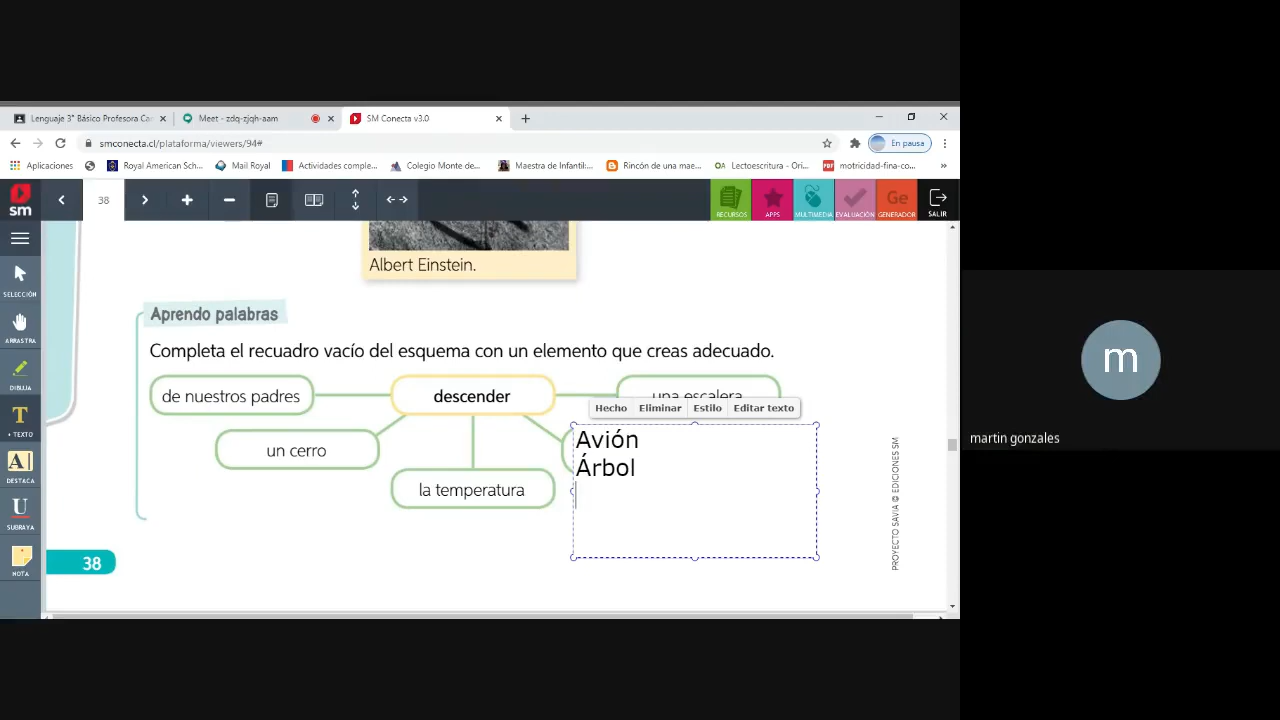 Lenguaje 3° Básico Profesora Ca
Meet - zdq-zjqh-aam
SM Conecta v3.0
smconecta.cl/plataforma/viewers/94#
En pausa
Aplicaciones
Royal American Sch...
Mail Royal
Actividades comple...
Colegio Monte de...
Maestra de Infantil:...
Rincón de una mae...
OA Lectoescritura - Ori...
PDF motricidad-fina-co...
sm
38
RECURSOS
APPS
MULTIMEDIA
EVALUACIÓN
Ge
GENERADOR
SALIR
SELECCIÓN
ARRASTRA
DIBUJA
T
+ TEXTO
A
DESTACA
U
SUBRAYA
NOTA
Albert Einstein.
Aprendo palabras
Completa el recuadro vacío del esquema con un elemento que creas adecuado.
de nuestros padres
descender
una escalera
Hecho Eliminar Estilo Editar texto
un cerro
Avión
Árbol
la temperatura
38
PROYECTO SAVIA © EDICIONES SM
m
martin gonzales